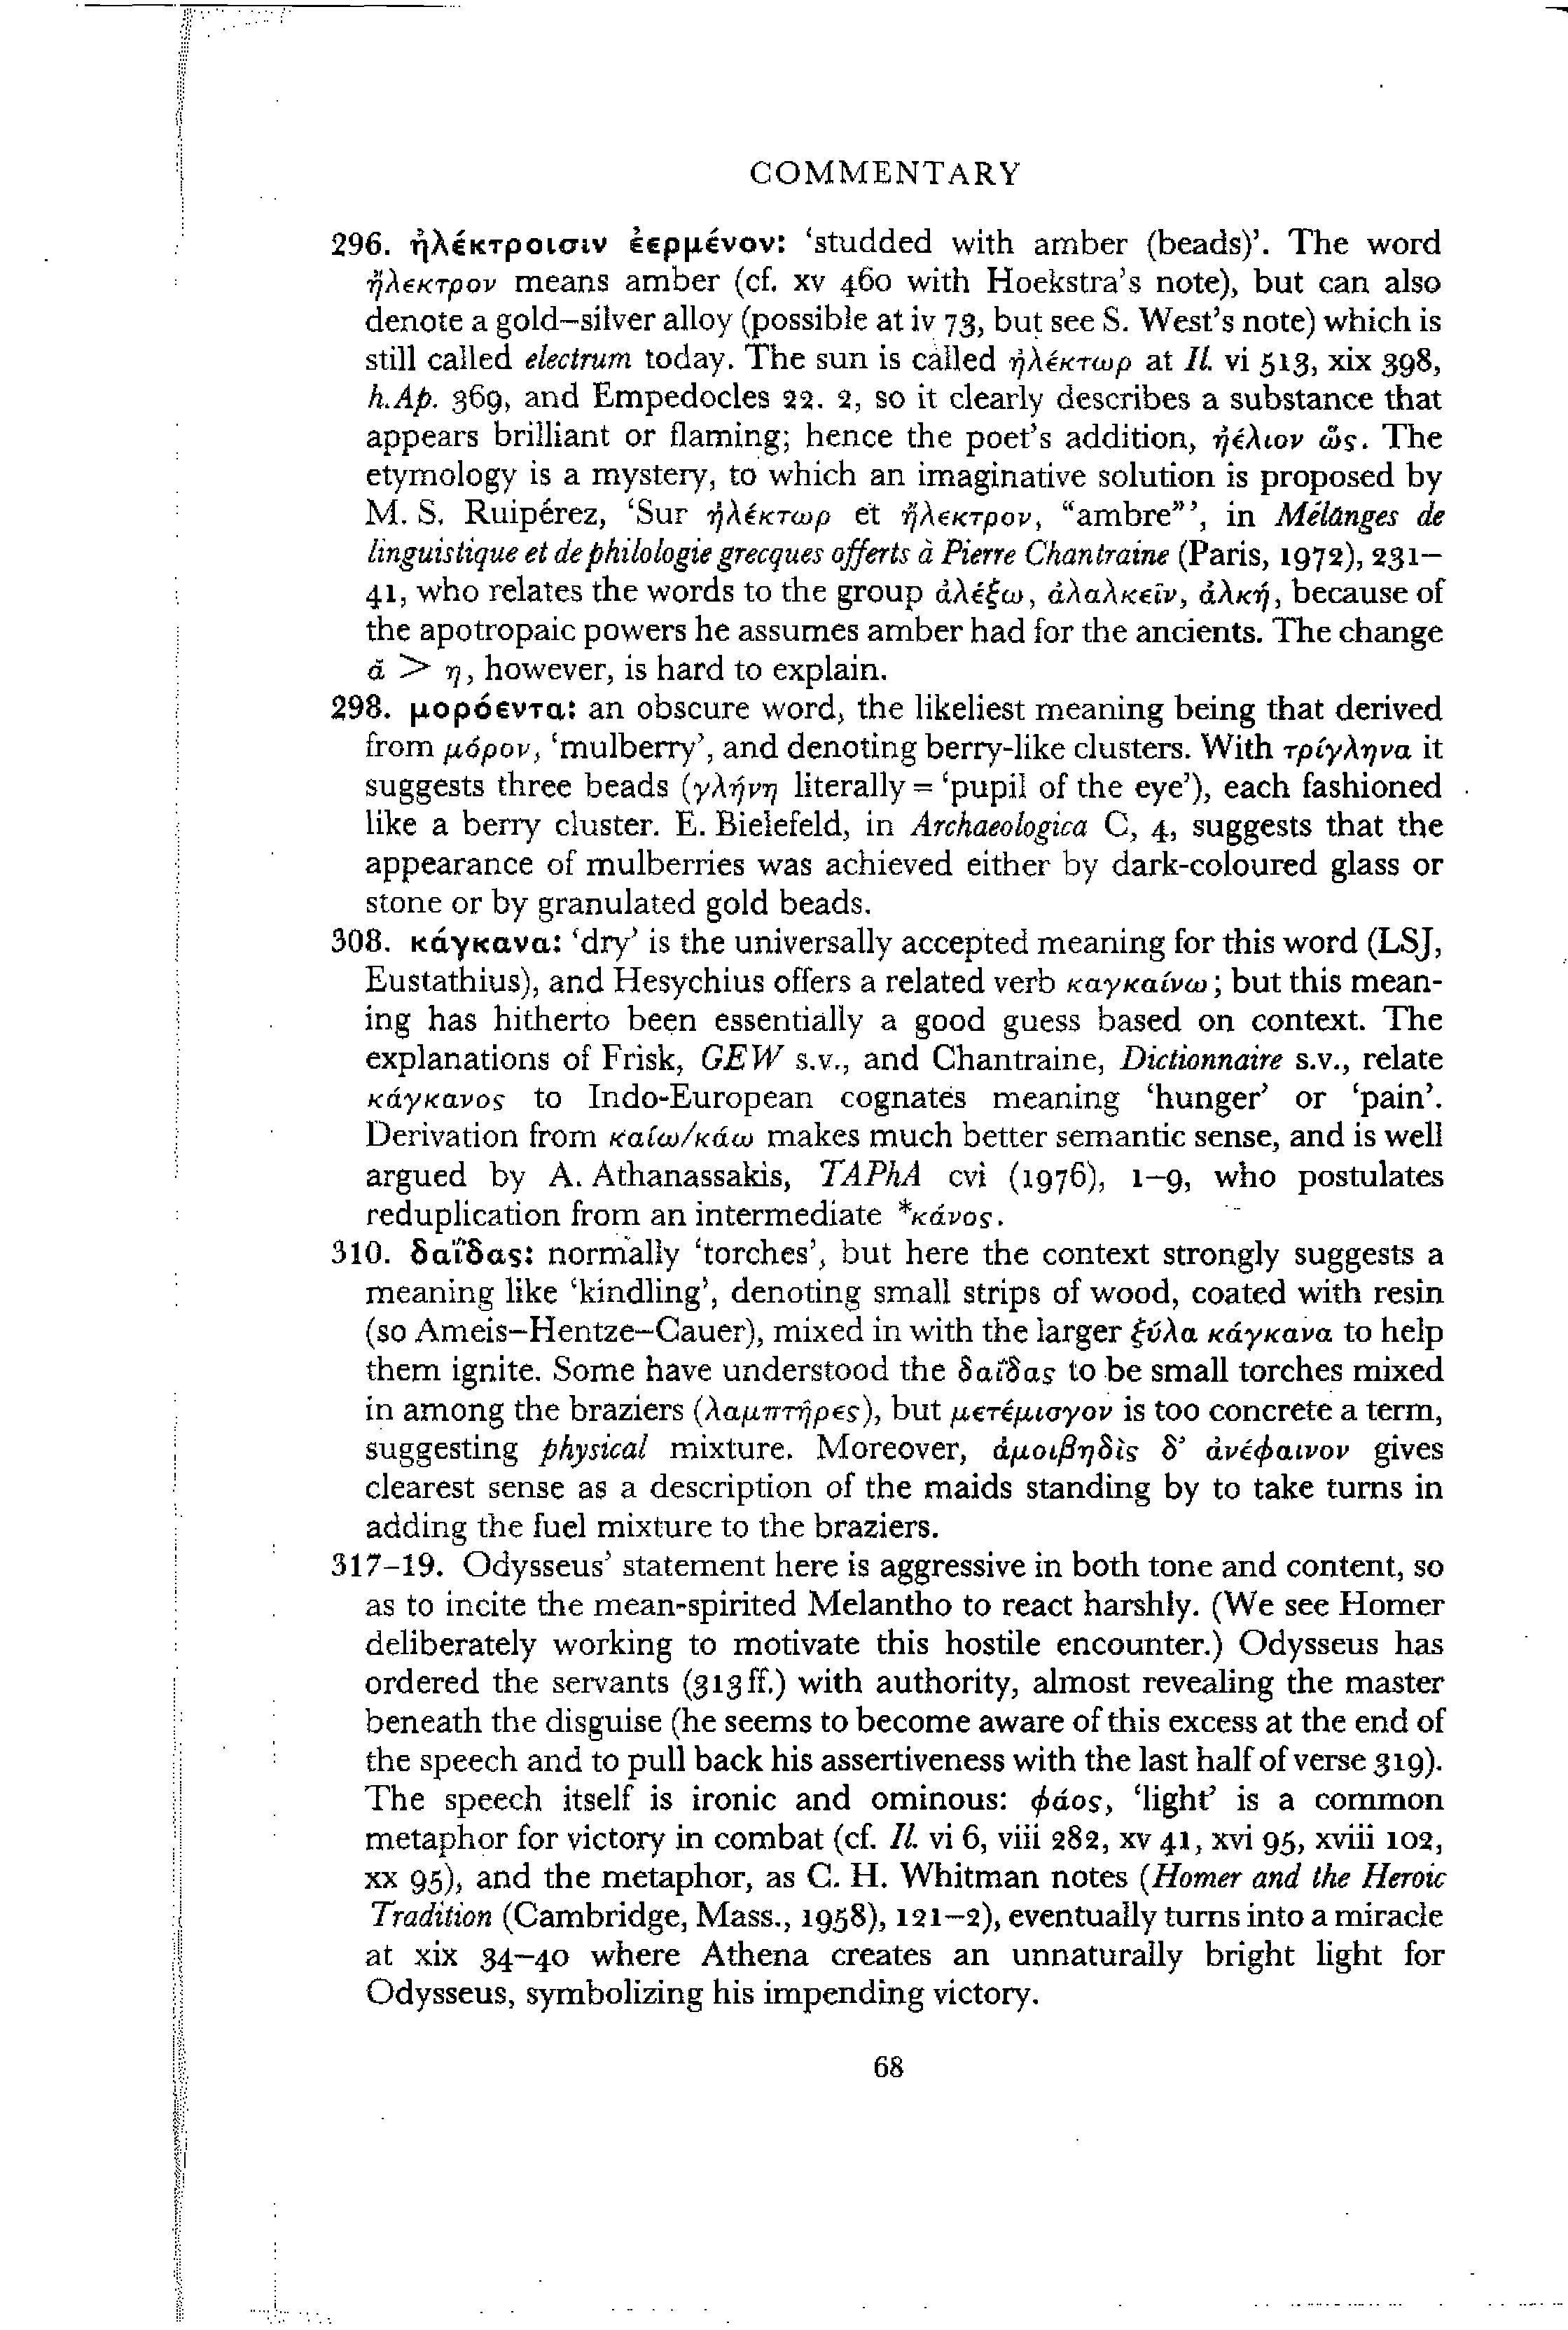 COMMENTARY
296. ἠλέκτροισιν ἐερμένον: ‘studded with amber (beads)’. The word
ἤλεκτρον means amber (cf. xv 460 with Hoekstra’s note), but can also
denote a gold–silver alloy (possible at iv 73, but see S. West’s note) which is
still called electrum today. The sun is called ἠλέκτωρ at Il. vi 513, xix 398,
h.Ap. 369, and Empedocles 22. 2, so it clearly describes a substance that
appears brilliant or flaming; hence the poet’s addition, ἠέλιον ὥς. The
etymology is a mystery, to which an imaginative solution is proposed by
M. S. Ruipérez, ‘Sur ἠλέκτωρ et ἤλεκτρον, “ambre”’, in Mélanges de
linguistique et de philologie grecques offerts à Pierre Chantraine (Paris, 1972), 231–
41, who relates the words to the group ἀλέξω, ἀλαλκεῖν, ἀλκή, because of
the apotropaic powers he assumes amber had for the ancients. The change
ᾰ > η, however, is hard to explain.
298. μορόεντα: an obscure word, the likeliest meaning being that derived
from μόρον, ‘mulberry’, and denoting berry-like clusters. With τρίγληνα it
suggests three beads (γλήνη literally = ‘pupil of the eye’), each fashioned
like a berry cluster. E. Bielefeld, in Archaeologica C, 4, suggests that the
appearance of mulberries was achieved either by dark-coloured glass or
stone or by granulated gold beads.
308. κάγκανα: ‘dry’ is the universally accepted meaning for this word (LSJ,
Eustathius), and Hesychius offers a related verb καγκαίνω; but this mean-
ing has hitherto been essentially a good guess based on context. The
explanations of Frisk, GEW s.v., and Chantraine, Dictionnaire s.v., relate
κάγκανος to Indo-European cognates meaning ‘hunger’ or ‘pain’.
Derivation from καίω/κάω makes much better semantic sense, and is well
argued by A. Athanassakis, TAPhA cvi (1976), 1–9, who postulates
reduplication from an intermediate *κάνος.
310. δαΐδας: normally ‘torches’, but here the context strongly suggests a
meaning like ‘kindling’, denoting small strips of wood, coated with resin
(so Ameis–Hentze–Cauer), mixed in with the larger ξύλα κάγκανα to help
them ignite. Some have understood the δαΐδας to be small torches mixed
in among the braziers (λαμπτῆρες), but μετέμισγον is too concrete a term,
suggesting physical mixture. Moreover, ἀμοιβηδὶς δ’ ἀνέφαινον gives
clearest sense as a description of the maids standing by to take turns in
adding the fuel mixture to the braziers.
317–19. Odysseus’ statement here is aggressive in both tone and content, so
as to incite the mean-spirited Melantho to react harshly. (We see Homer
deliberately working to motivate this hostile encounter.) Odysseus has
ordered the servants (313 ff.) with authority, almost revealing the master
beneath the disguise (he seems to become aware of this excess at the end of
the speech and to pull back his assertiveness with the last half of verse 319).
The speech itself is ironic and ominous: φάος, ‘light’ is a common
metaphor for victory in combat (cf. Il. vi 6, viii 282, xv 41, xvi 95, xviii 102,
xx 95), and the metaphor, as C. H. Whitman notes (Homer and the Heroic
Tradition (Cambridge, Mass., 1958), 121–2), eventually turns into a miracle
at xix 34–40 where Athena creates an unnaturally bright light for
Odysseus, symbolizing his impending victory.
68